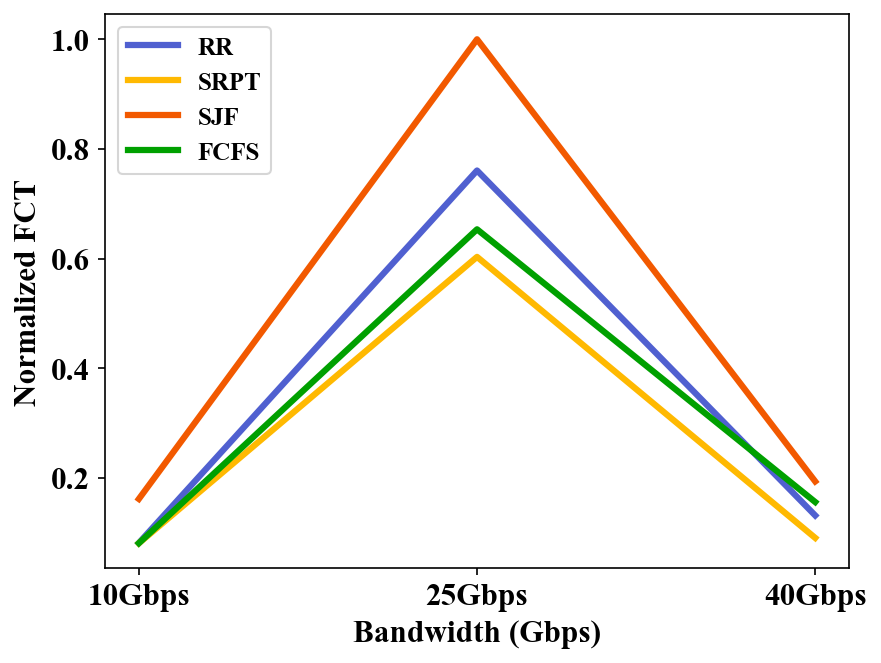 RR
SRPT
SJF
FCFS
1.0
0.8
0.6
0.4
0.2
Normalized FCT
10Gbps 25Gbps 40Gbps
Bandwidth (Gbps)